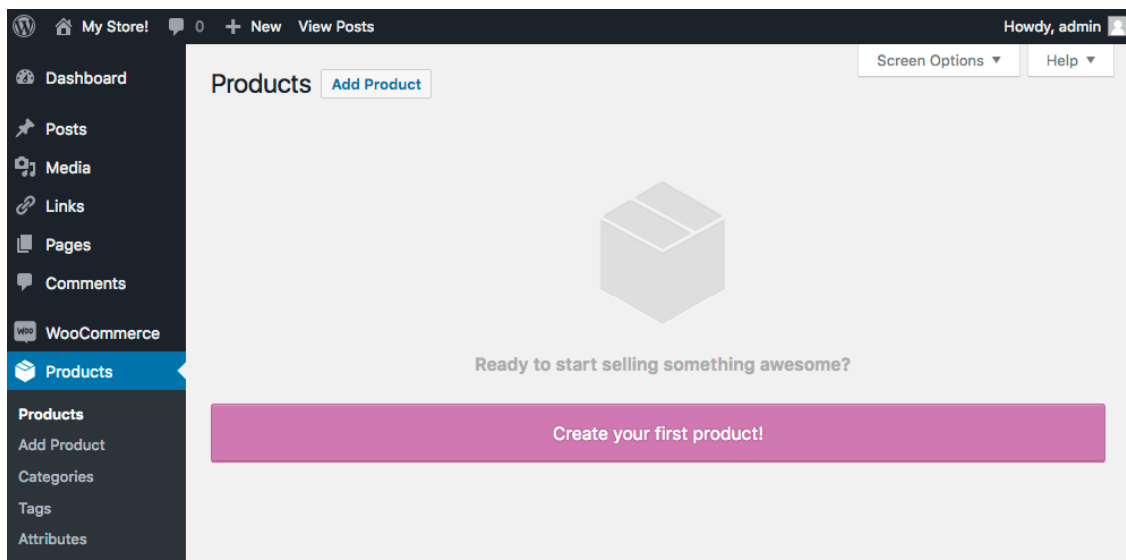 My Store! 0 New View Posts Howdy, admin
Screen Options Help
Dashboard
Products Add Product
Posts
Media
Links
Pages
Comments
Woo WooCommerce
Products
Products
Add Product
Categories
Tags
Attributes
Ready to start selling something awesome?
Create your first product!